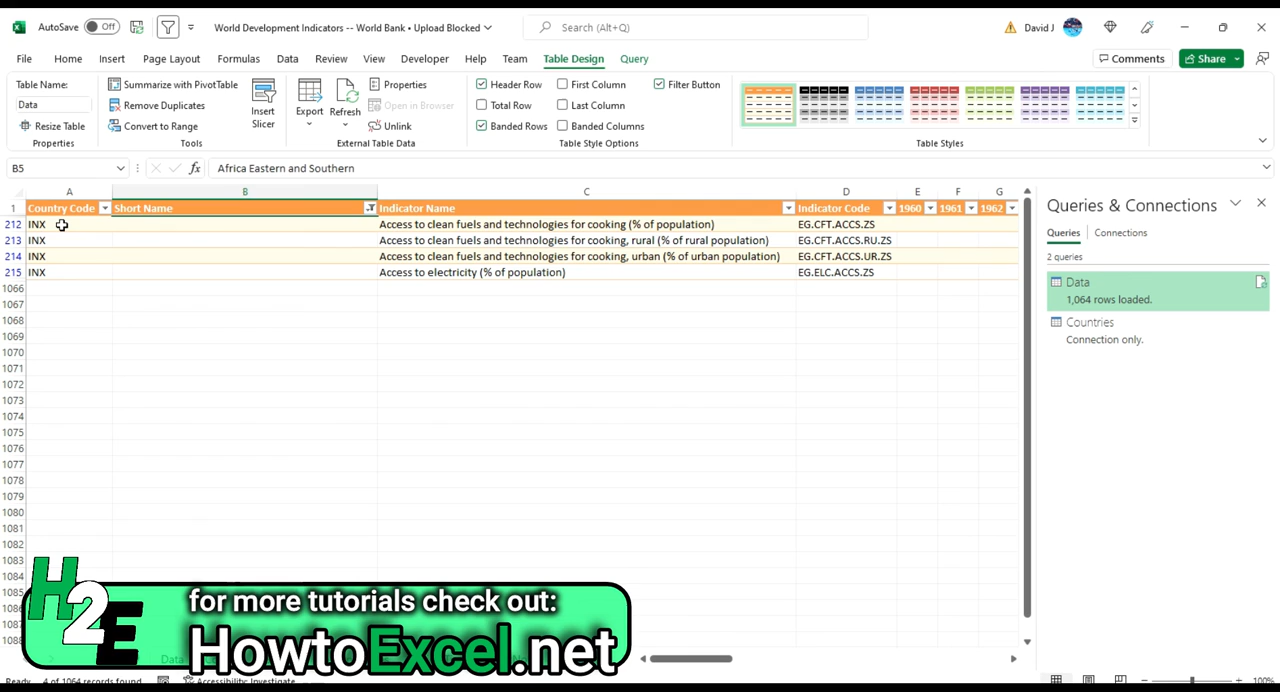 AutoSave Off World Development Indicators -- World Bank • Upload Blocked Search (Alt+Q) David J
File Home Insert Page Layout Formulas Data Review View Developer Help Team Table Design Query Comments Share
Table Name:
Data
Resize Table
Properties
Summarize with PivotTable
Remove Duplicates
Convert to Range
Tools
Insert
Slicer
Export
Refresh
Properties
Open in Browser
Unlink
External Table Data
Header Row First Column Filter Button
Total Row Last Column
Banded Rows Banded Columns
Table Style Options
Table Styles
B5 fx Africa Eastern and Southern
A B C D E F G
1 Country Code Short Name Indicator Name Indicator Code 1960 1961 1962
212 INX Access to clean fuels and technologies for cooking (% of population) EG.CFT.ACCS.ZS
213 INX Access to clean fuels and technologies for cooking, rural (% of rural population) EG.CFT.ACCS.RU.ZS
214 INX Access to clean fuels and technologies for cooking, urban (% of urban population) EG.CFT.ACCS.UR.ZS
215 INX Access to electricity (% of population) EG.ELC.ACCS.ZS
1066
1067
1068
1069
1070
1071
1072
1073
1074
1075
1076
1077
1078
1079
1080
1081
1082
1083
Queries & Connections
Queries Connections
2 queries
Data
1,064 rows loaded.
Countries
Connection only.
H2E
for more tutorials check out:
HowtoExcel.net
Data
Ready 4 of 1064 records found Accessibility: Investigate 100%